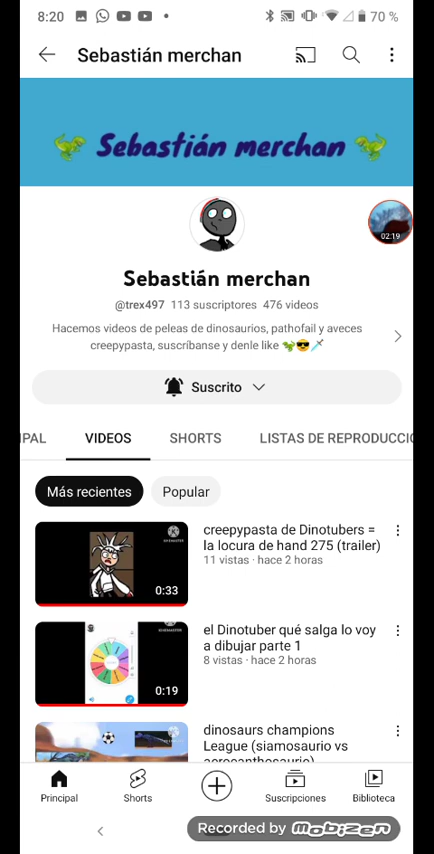 8:20
70 %
Sebastián merchan
Sebastián merchan
02:19
Sebastián merchan
@trex497 113 suscriptores 476 videos
Hacemos videos de peleas de dinosaurios, pathofail y aveces
creepypasta, suscríbanse y denle like
Suscrito
IPAL VIDEOS SHORTS LISTAS DE REPRODUCCIÓ
Más recientes Popular
creepypasta de Dinotubers =
la locura de hand 275 (trailer)
11 vistas · hace 2 horas
0:33
el Dinotuber qué salga lo voy
a dibujar parte 1
8 vistas · hace 2 horas
0:19
dinosaurs champions
League (siamosaurio vs
acrocanthosaurio)
Principal Shorts Suscripciones Biblioteca
Recorded by MOBIZEN